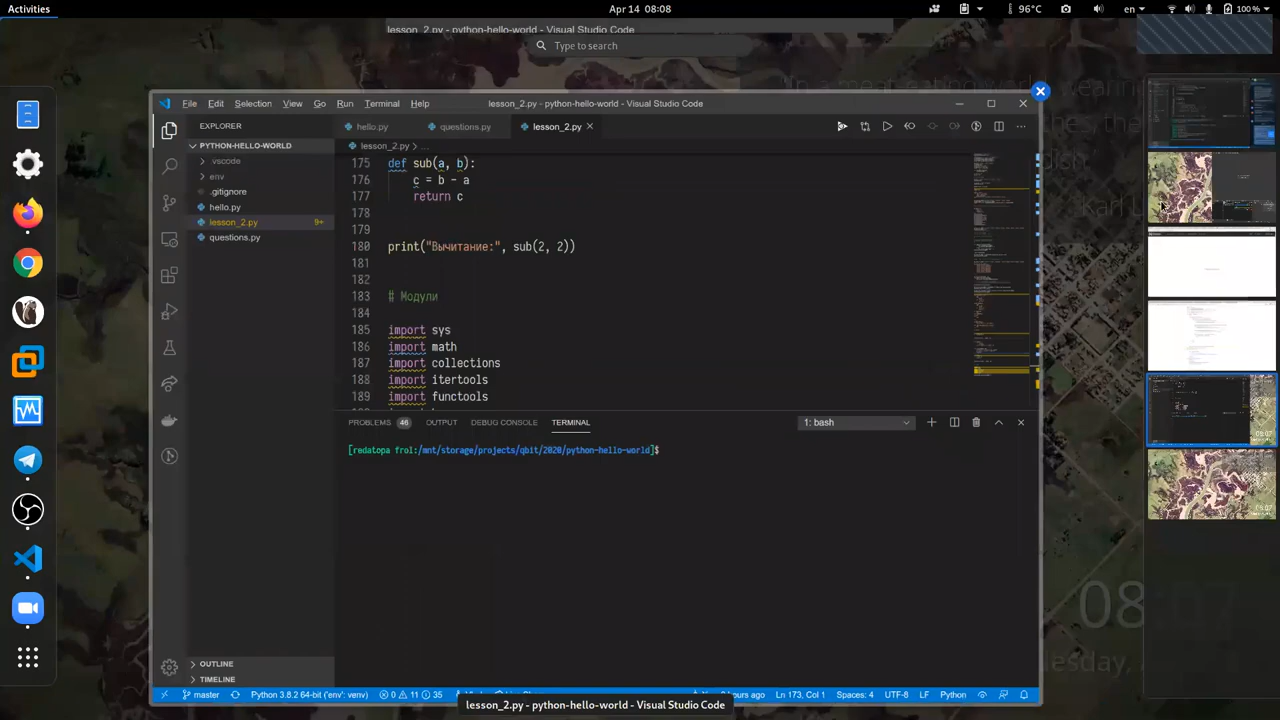 Activities
Apr 14 08:08
96°C
en
100 %
lesson_2.py - python-hello-world - Visual Studio Code
Type to search
File Edit Selection View Go Run Terminal Help
lesson_2.py - python-hello-world - Visual Studio Code
EXPLORER
hello.py
questions.py
lesson_2.py
PYTHON-HELLO-WORLD
lesson_2.py > ...
.vscode
env
.gitignore
hello.py
lesson_2.py 9+
questions.py
175 def sub(a, b):
176 c = b - a
177 return c
178
179
180 print("Вычитание:", sub(2, 2))
181
182
183 # Модули
184
185 import sys
186 import math
187 import collections
188 import itertools
189 import functools
PROBLEMS 46 OUTPUT DEBUG CONSOLE TERMINAL
1: bash
[redatopa frol:/mnt/storage/projects/qbit/2020/python-hello-world]$
OUTLINE
TIMELINE
master
Python 3.8.2 64-bit ('env': venv)
0 11 35
Ln 173, Col 1
Spaces: 4
UTF-8
LF
Python
lesson_2.py - python-hello-world - Visual Studio Code